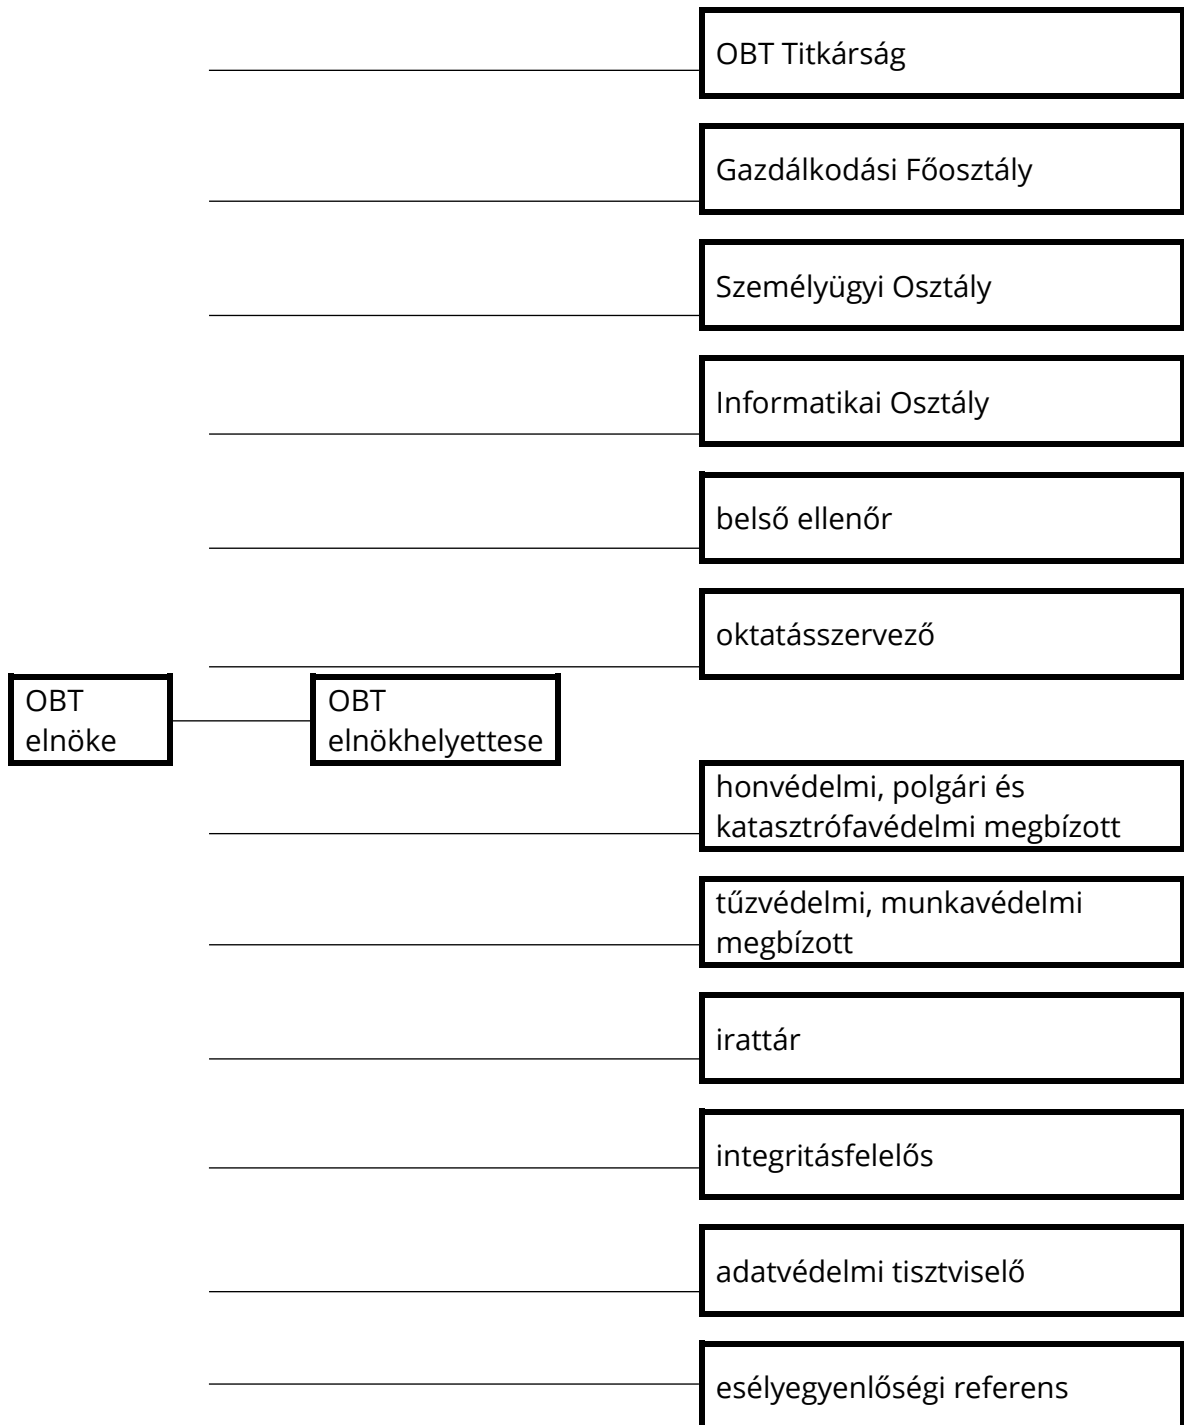 OBT Titkárság
Gazdálkodási Főosztály
Személyügyi Osztály
Informatikai Osztály
belső ellenőr
oktatásszervező
OBT
elnöke
OBT
elnökhelyettese
honvédelmi, polgári és
katasztrófavédelmi megbízott
tűzvédelmi, munkavédelmi
megbízott
irattár
integritásfelelős
adatvédelmi tisztviselő
esélyegyenlőségi referens